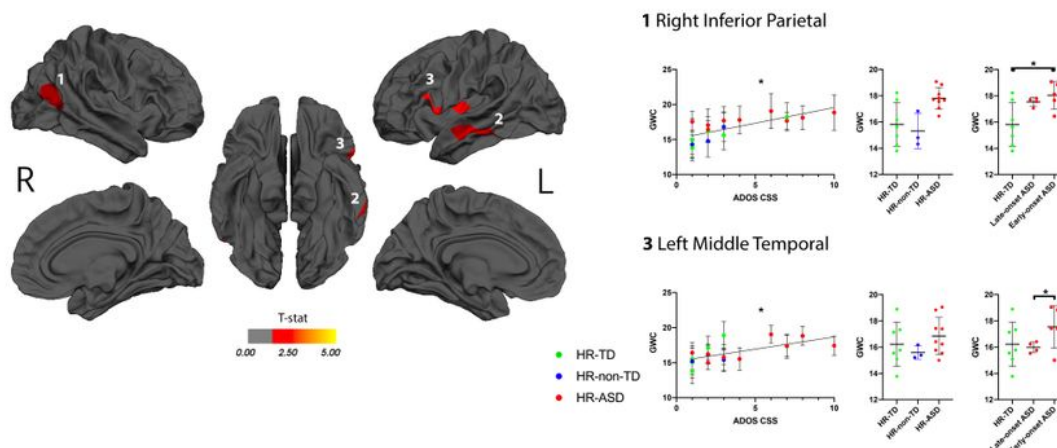 1 Right Inferior Parietal
1
3
2
3
2
R
L
T-stat
0.00 2.50 5.00
HR-TD
HR-non-TD
HR-ASD
GWC
25
20
15
10
*
0 2 4 6 8 10
ADOS CSS
GWC
20
18
16
14
12
HR-TD
HR-non-TD
HR-ASD
GWC
20
18
16
14
12
*
HR-TD
Late-onset ASD
Early-onset ASD
3 Left Middle Temporal
GWC
25
20
15
10
*
0 2 4 6 8 10
ADOS CSS
GWC
20
18
16
14
12
HR-TD
HR-non-TD
HR-ASD
GWC
20
18
16
14
12
*
HR-TD
Late-onset ASD
Early-onset ASD